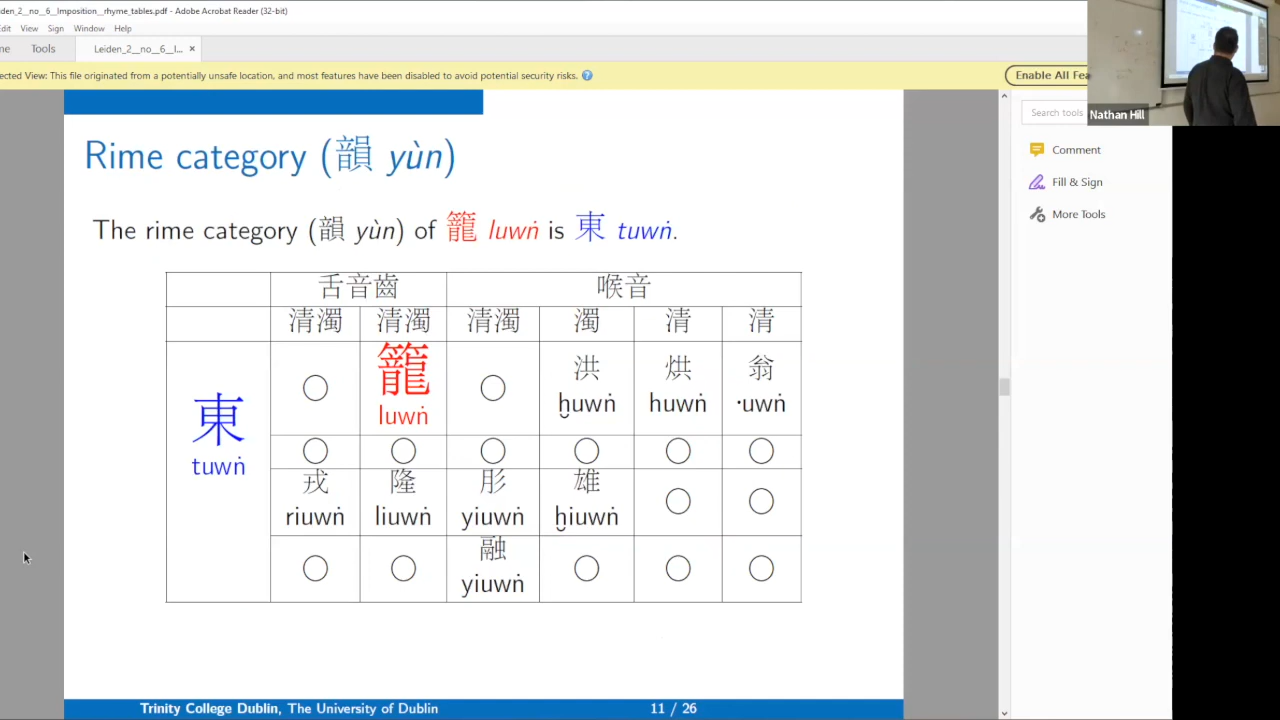 den_2__no__6__Imposition__rhyme_tables.pdf - Adobe Acrobat Reader (32-bit)
Edit View Sign Window Help
me Tools Leiden_2__no__6__I... ×
ected View: This file originated from a potentially unsafe location, and most features have been disabled to avoid potential security risks. ?
Enable All Fea
Search tools
Nathan Hill
Comment
Fill & Sign
More Tools
Rime category (韻 yùn)
The rime category (韻 yùn) of 籠 luwṅ is 東 tuwṅ.
舌音齒 喉音
清濁 清濁 清濁 濁 清 清
東 ○ 籠 ○ 洪 烘 翁
tuwṅ luwṅ ḫuwṅ huwṅ ·uwṅ
○ ○ ○ ○ ○ ○
戎 隆 肜 雄 ○ ○
riuwṅ liuwṅ yiuwṅ ḫiuwṅ
○ ○ 融 ○ ○ ○
yiuwṅ
Trinity College Dublin, The University of Dublin 11 / 26